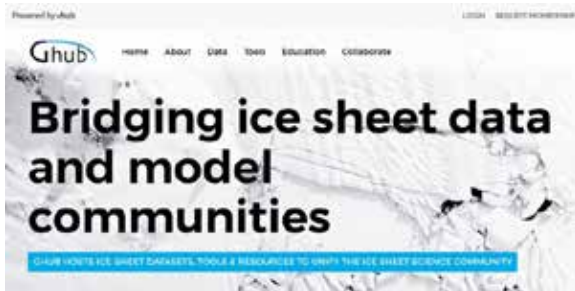 Powered by vhub
LOGIN REQUEST MEMBERSHIP
Ghub
Home About Data Tools Education Collaborate
Bridging ice sheet data
and model
communities
GHUB HOSTS ICE SHEET DATASETS, TOOLS & RESOURCES TO UNIFY THE ICE SHEET SCIENCE COMMUNITY